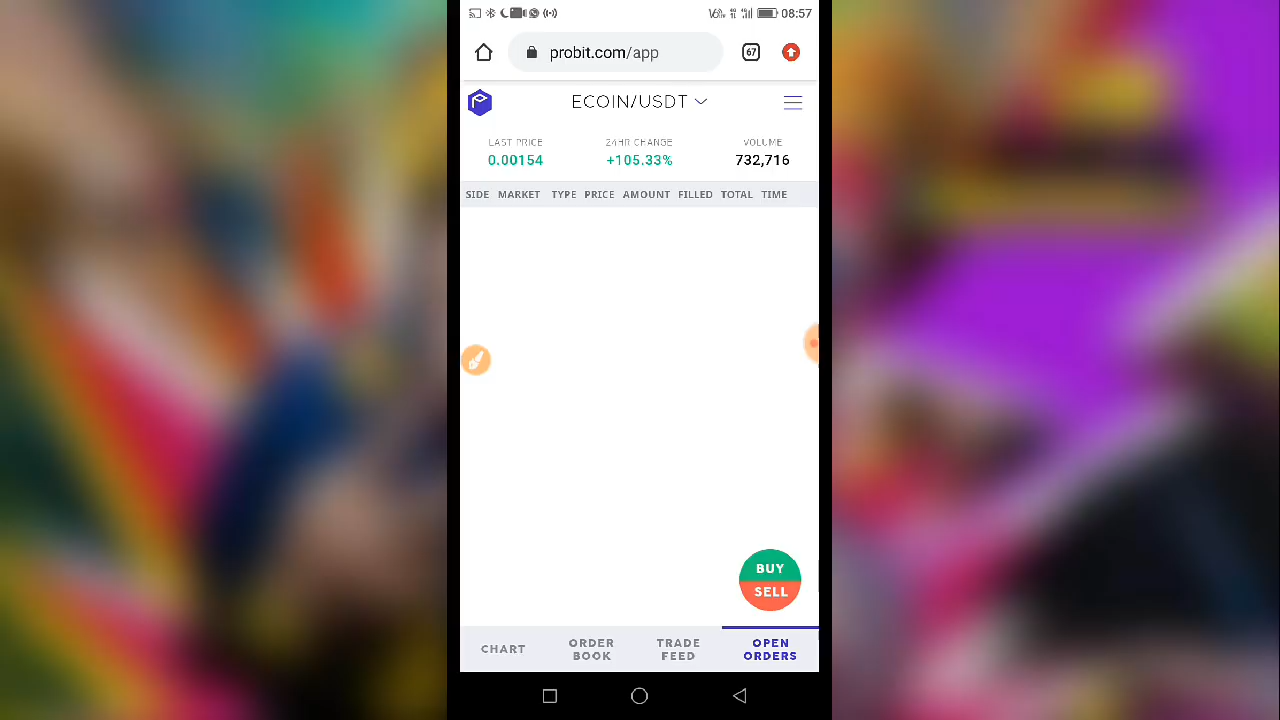 08:57
probit.com/app
67
ECOIN/USDT
LAST PRICE 24HR CHANGE VOLUME
0.00154 +105.33% 732,716
SIDE MARKET TYPE PRICE AMOUNT FILLED TOTAL TIME
BUY
SELL
CHART
ORDER BOOK
TRADE FEED
OPEN ORDERS